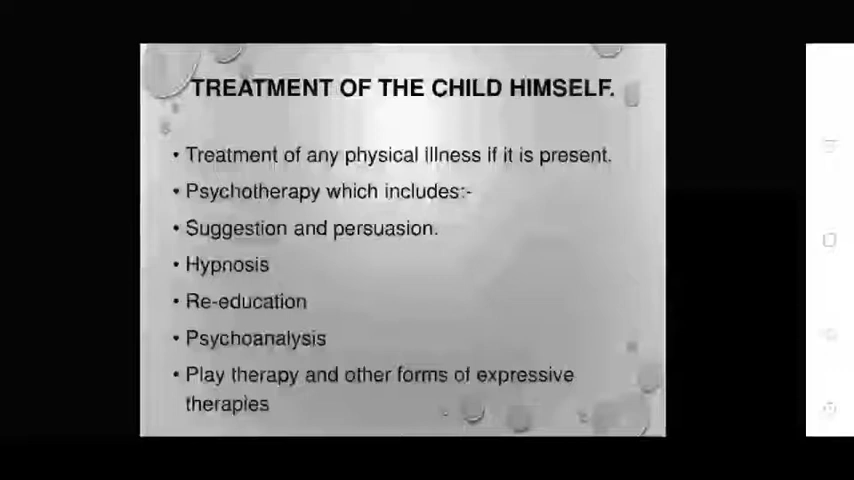 TREATMENT OF THE CHILD HIMSELF.
• Treatment of any physical illness if it is present.
• Psychotherapy which includes:-
• Suggestion and persuasion.
• Hypnosis
• Re-education
• Psychoanalysis
• Play therapy and other forms of expressive
therapies